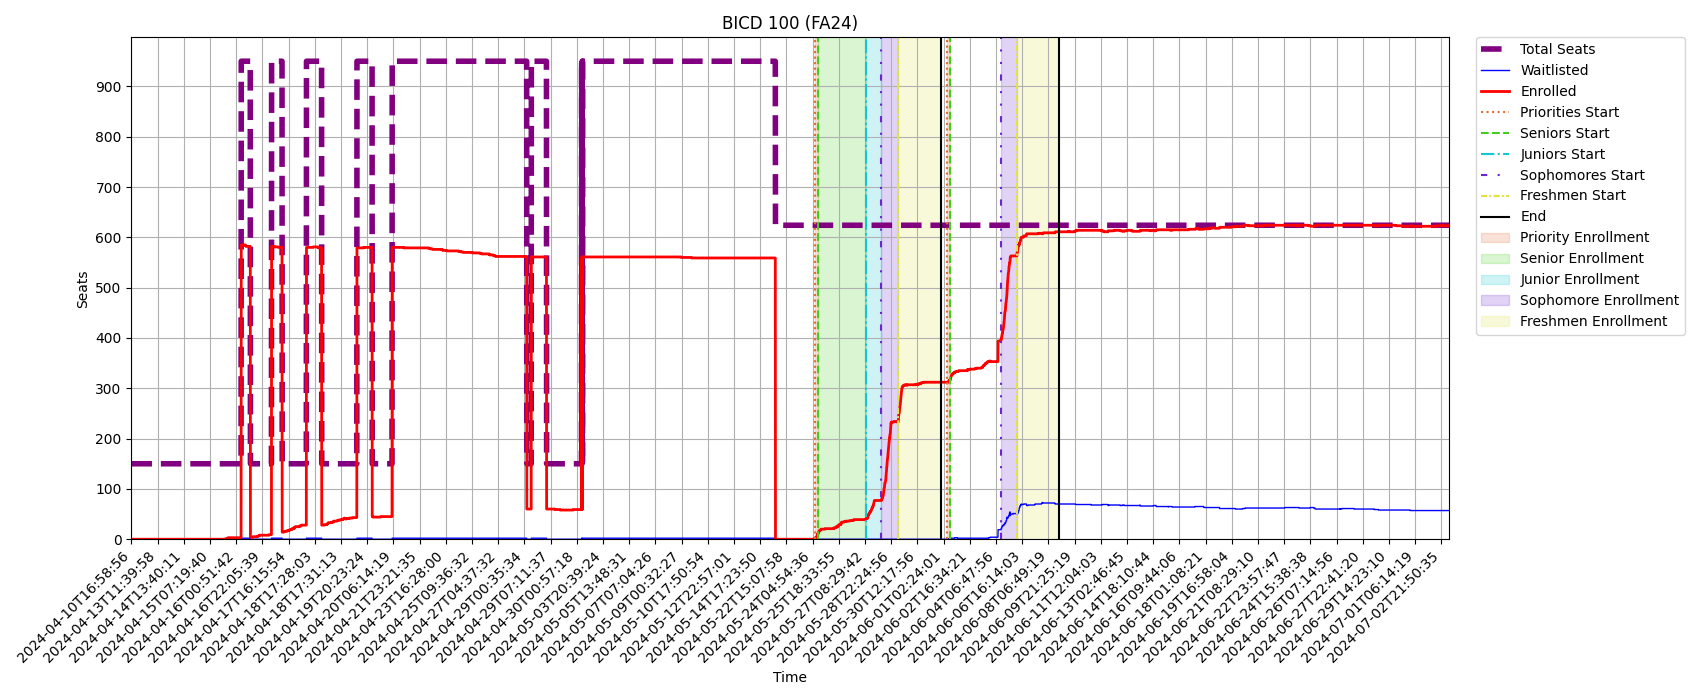 BICD 100 (FA24)
Seats
900
800
700
600
500
400
300
200
100
0
2024-04-10T16:58:56
2024-04-13T11:39:58
2024-04-14T13:40:11
2024-04-15T07:19:40
2024-04-16T00:51:42
2024-04-16T22:05:39
2024-04-17T16:15:54
2024-04-18T17:28:03
2024-04-18T17:31:13
2024-04-19T20:23:24
2024-04-20T06:14:19
2024-04-21T23:21:35
2024-04-23T16:28:00
2024-04-25T09:36:32
2024-04-27T04:37:32
2024-04-29T00:35:34
2024-04-29T07:11:37
2024-04-30T00:57:18
2024-05-03T20:39:24
2024-05-05T13:48:31
2024-05-07T07:04:26
2024-05-09T00:32:27
2024-05-10T17:50:54
2024-05-12T22:57:01
2024-05-14T17:23:50
2024-05-22T15:07:58
2024-05-24T04:54:36
2024-05-25T18:33:55
2024-05-27T08:29:42
2024-05-28T22:24:56
2024-05-30T12:17:56
2024-06-01T02:24:01
2024-06-02T16:34:21
2024-06-04T06:47:56
2024-06-06T16:14:03
2024-06-08T06:49:19
2024-06-09T21:25:19
2024-06-11T12:04:03
2024-06-13T02:46:45
2024-06-14T18:10:44
2024-06-16T09:44:06
2024-06-18T01:08:21
2024-06-19T16:58:04
2024-06-21T08:29:10
2024-06-22T23:57:47
2024-06-24T15:38:38
2024-06-26T07:14:56
2024-06-27T22:41:20
2024-06-29T14:23:10
2024-07-01T06:14:19
2024-07-02T21:50:35
Time
Total Seats
Waitlisted
Enrolled
Priorities Start
Seniors Start
Juniors Start
Sophomores Start
Freshmen Start
End
Priority Enrollment
Senior Enrollment
Junior Enrollment
Sophomore Enrollment
Freshmen Enrollment